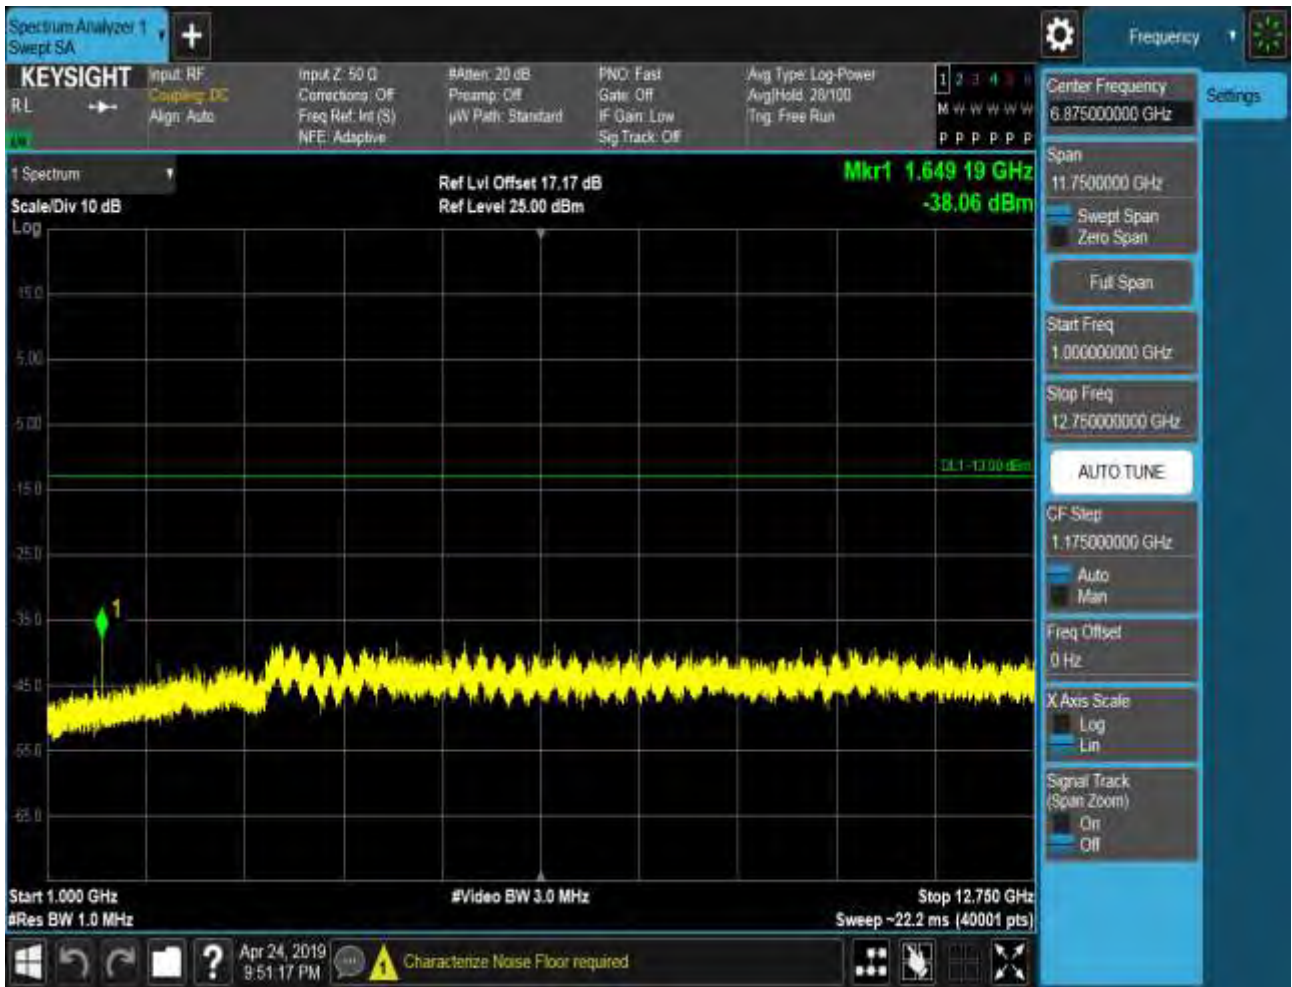 Spectrum Analyzer 1
Swept SA
Frequency
KEYSIGHT
RL
Input: RF
Coupling: DC
Align: Auto
Input Z: 50 Ω
Corrections: Off
Freq Ref: Int (S)
NFE: Adaptive
#Atten: 20 dB
Preamp: Off
µW Path: Standard
PNO: Fast
Gate: Off
IF Gain: Low
Sig Track: Off
Avg Type: Log-Power
Avg|Hold: 28/100
Trig: Free Run
1 2 3 4 5 6
M W W W W W
P P P P P P
1 Spectrum
Scale/Div 10 dB
Log
Ref Lvl Offset 17.17 dB
Ref Level 25.00 dBm
Mkr1 1.649 19 GHz
-38.06 dBm
15.0
5.00
-5.00
DL1 -13.00 dBm
-15.0
-25.0
-35.0
1
-45.0
-55.0
-65.0
Start 1.000 GHz
#Res BW 1.0 MHz
#Video BW 3.0 MHz
Stop 12.750 GHz
Sweep ~22.2 ms (40001 pts)
Center Frequency
6.875000000 GHz
Settings
Span
11.7500000 GHz
Swept Span
Zero Span
Full Span
Start Freq
1.000000000 GHz
Stop Freq
12.750000000 GHz
AUTO TUNE
CF Step
1.175000000 GHz
Auto
Man
Freq Offset
0 Hz
X Axis Scale
Log
Lin
Signal Track
(Span Zoom)
On
Off
?
Apr 24, 2019
9:51:17 PM
1
Characterize Noise Floor required